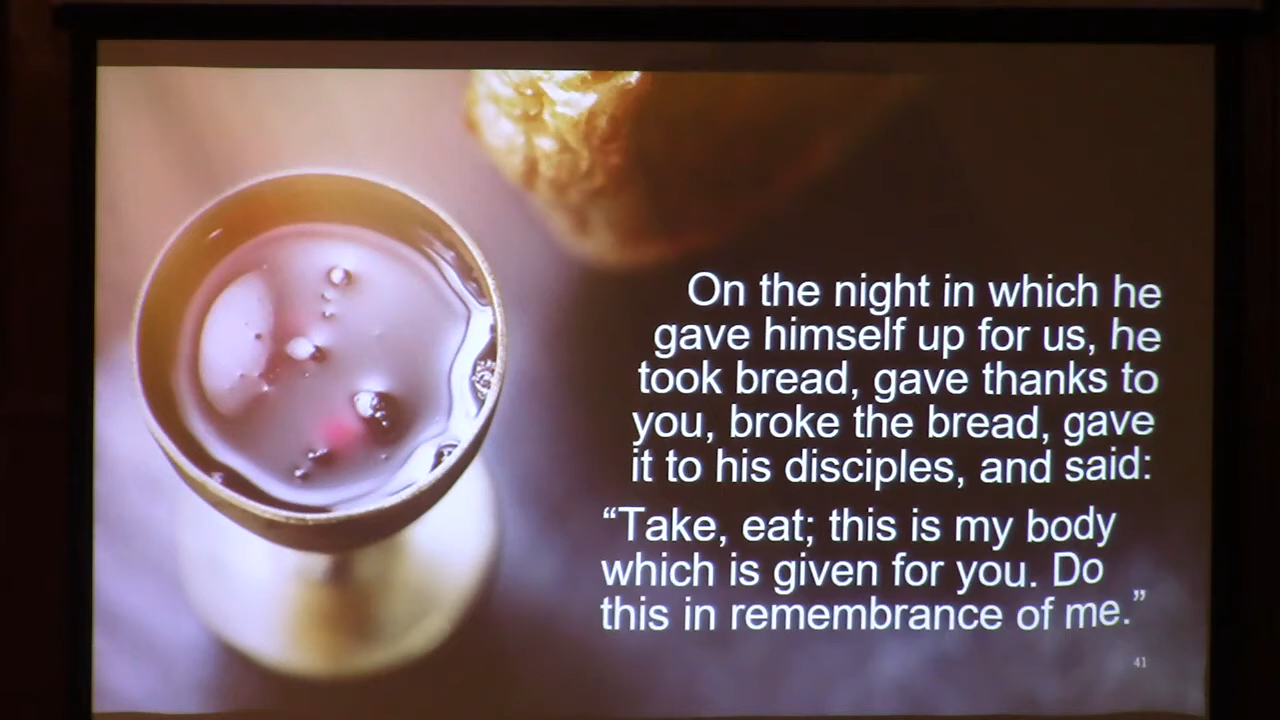 On the night in which he
gave himself up for us, he
took bread, gave thanks to
you, broke the bread, gave
it to his disciples, and said:
“Take, eat; this is my body
which is given for you. Do
this in remembrance of me.”
41